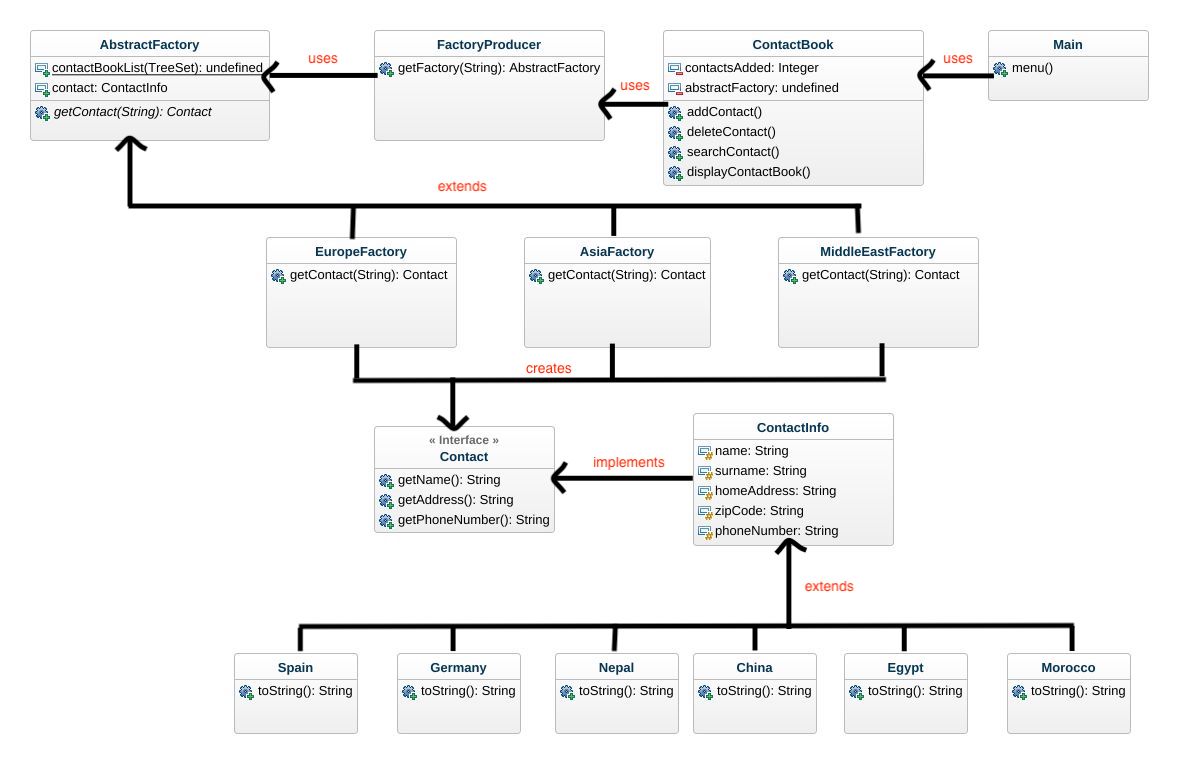 AbstractFactory
contactBookList(TreeSet): undefined
contact: ContactInfo
getContact(String): Contact
uses
FactoryProducer
getFactory(String): AbstractFactory
uses
ContactBook
contactsAdded: Integer
abstractFactory: undefined
addContact()
deleteContact()
searchContact()
displayContactBook()
uses
Main
menu()
extends
EuropeFactory
getContact(String): Contact
AsiaFactory
getContact(String): Contact
MiddleEastFactory
getContact(String): Contact
creates
« Interface »
Contact
getName(): String
getAddress(): String
getPhoneNumber(): String
implements
ContactInfo
name: String
surname: String
homeAddress: String
zipCode: String
phoneNumber: String
extends
Spain
toString(): String
Germany
toString(): String
Nepal
toString(): String
China
toString(): String
Egypt
toString(): String
Morocco
toString(): String